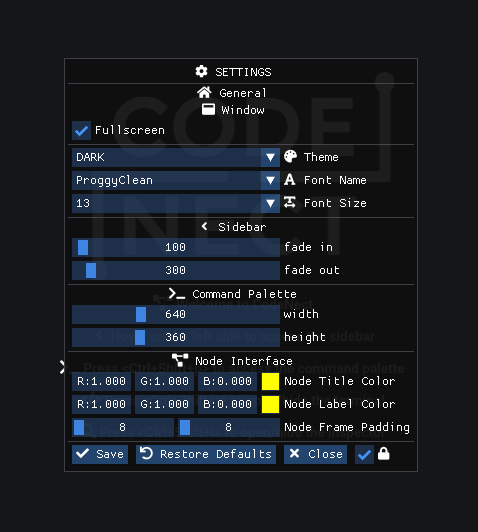 SETTINGS
General
Window
Fullscreen
DARK Theme
ProggyClean Font Name
13 Font Size
Sidebar
100 fade in
300 fade out
Command Palette
640 width
360 height
Node Interface
R:1.000 G:1.000 B:0.000 Node Title Color
R:1.000 G:1.000 B:0.000 Node Label Color
8 8 Node Frame Padding
Save Restore Defaults Close
CODE
NECT